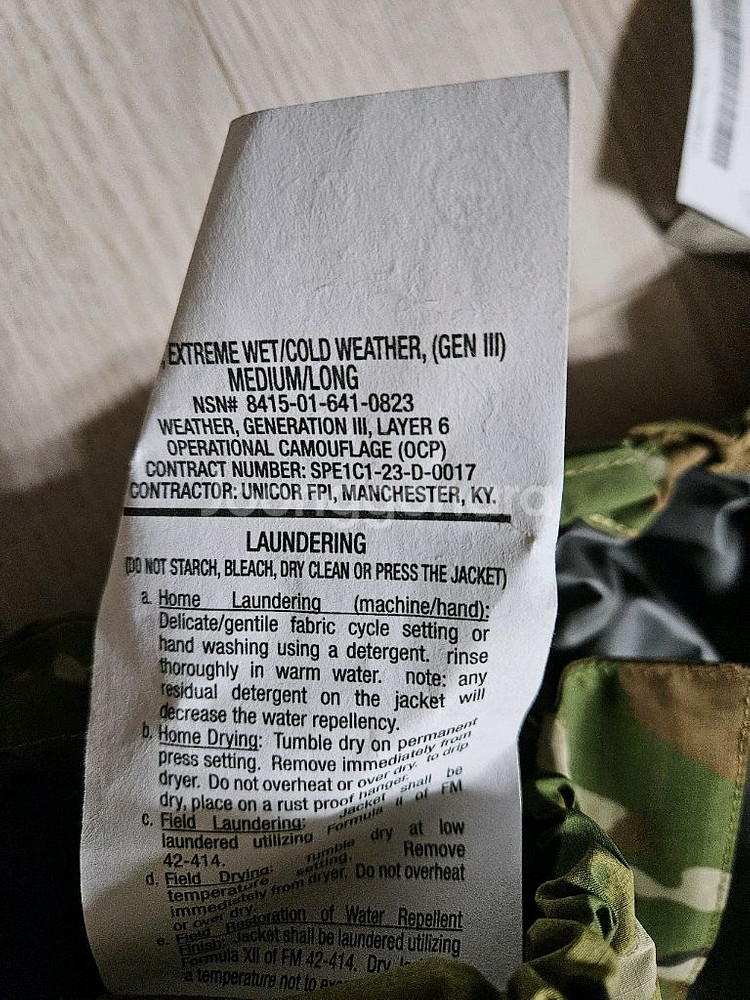 , EXTREME WET/COLD WEATHER, (GEN III)
MEDIUM/LONG
NSN# 8415-01-641-0823
WEATHER, GENERATION III, LAYER 6
OPERATIONAL CAMOUFLAGE (OCP)
CONTRACT NUMBER: SPE1C1-23-D-0017
CONTRACTOR: UNICOR FPI, MANCHESTER, KY.
LAUNDERING
(DO NOT STARCH, BLEACH, DRY CLEAN OR PRESS THE JACKET)
a. Home Laundering (machine/hand):
Delicate/gentile fabric cycle setting or
hand washing using a detergent. rinse
thoroughly in warm water. note: any
residual detergent on the jacket will
decrease the water repellency.
b. Home Drying: Tumble dry on permanent
press setting. Remove immediately from
dryer. Do not overheat or over dry. to drip
dry, place on a rust proof hanger.
c. Field Laundering: Jacket shall be
laundered utilizing Formula II of FM
42-414.
d. Field Drying: Tumble dry at low
temperature setting. Remove
immediately from dryer. Do not overheat
or over dry.
e. Field Restoration of Water Repellent
Finish: Jacket shall be laundered utilizing
Formula XII of FM 42-414. Dry
a temperature not to